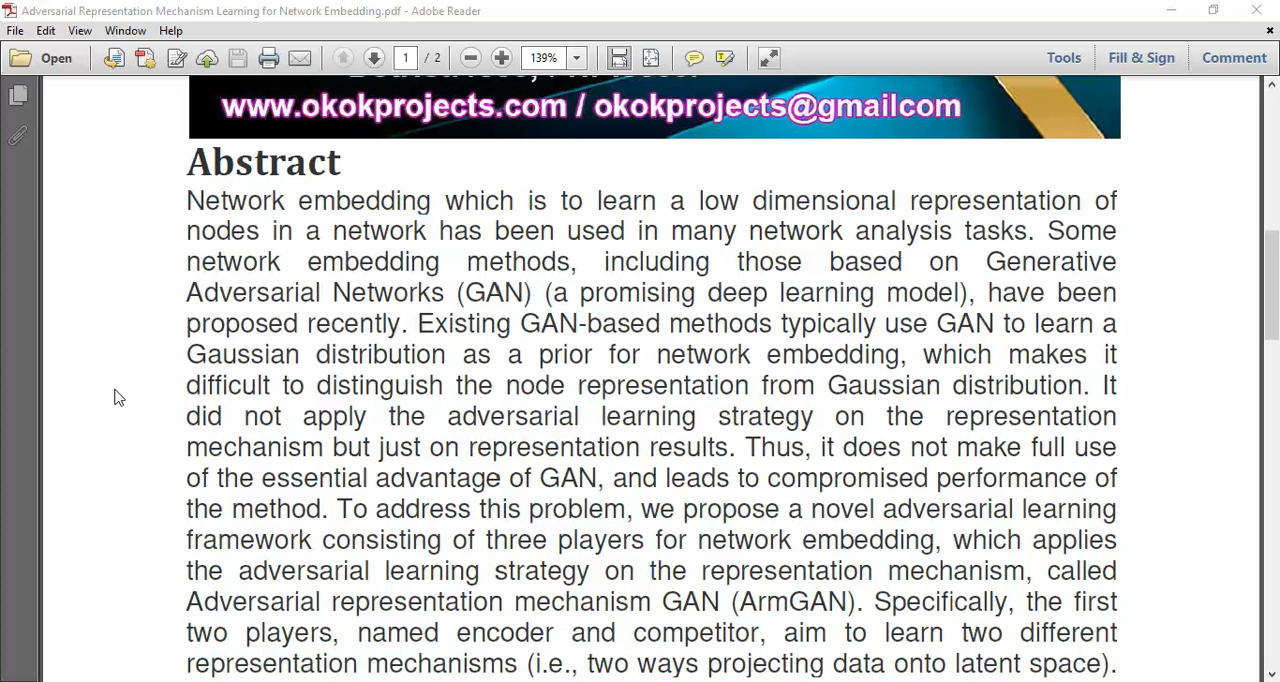 Adversarial Representation Mechanism Learning for Network Embedding.pdf - Adobe Reader
File Edit View Window Help
Open 1 / 2 139% Tools Fill & Sign Comment
www.okokprojects.com / okokprojects@gmailcom
Abstract
Network embedding which is to learn a low dimensional representation of
nodes in a network has been used in many network analysis tasks. Some
network embedding methods, including those based on Generative
Adversarial Networks (GAN) (a promising deep learning model), have been
proposed recently. Existing GAN-based methods typically use GAN to learn a
Gaussian distribution as a prior for network embedding, which makes it
difficult to distinguish the node representation from Gaussian distribution. It
did not apply the adversarial learning strategy on the representation
mechanism but just on representation results. Thus, it does not make full use
of the essential advantage of GAN, and leads to compromised performance of
the method. To address this problem, we propose a novel adversarial learning
framework consisting of three players for network embedding, which applies
the adversarial learning strategy on the representation mechanism, called
Adversarial representation mechanism GAN (ArmGAN). Specifically, the first
two players, named encoder and competitor, aim to learn two different
representation mechanisms (i.e., two ways projecting data onto latent space).